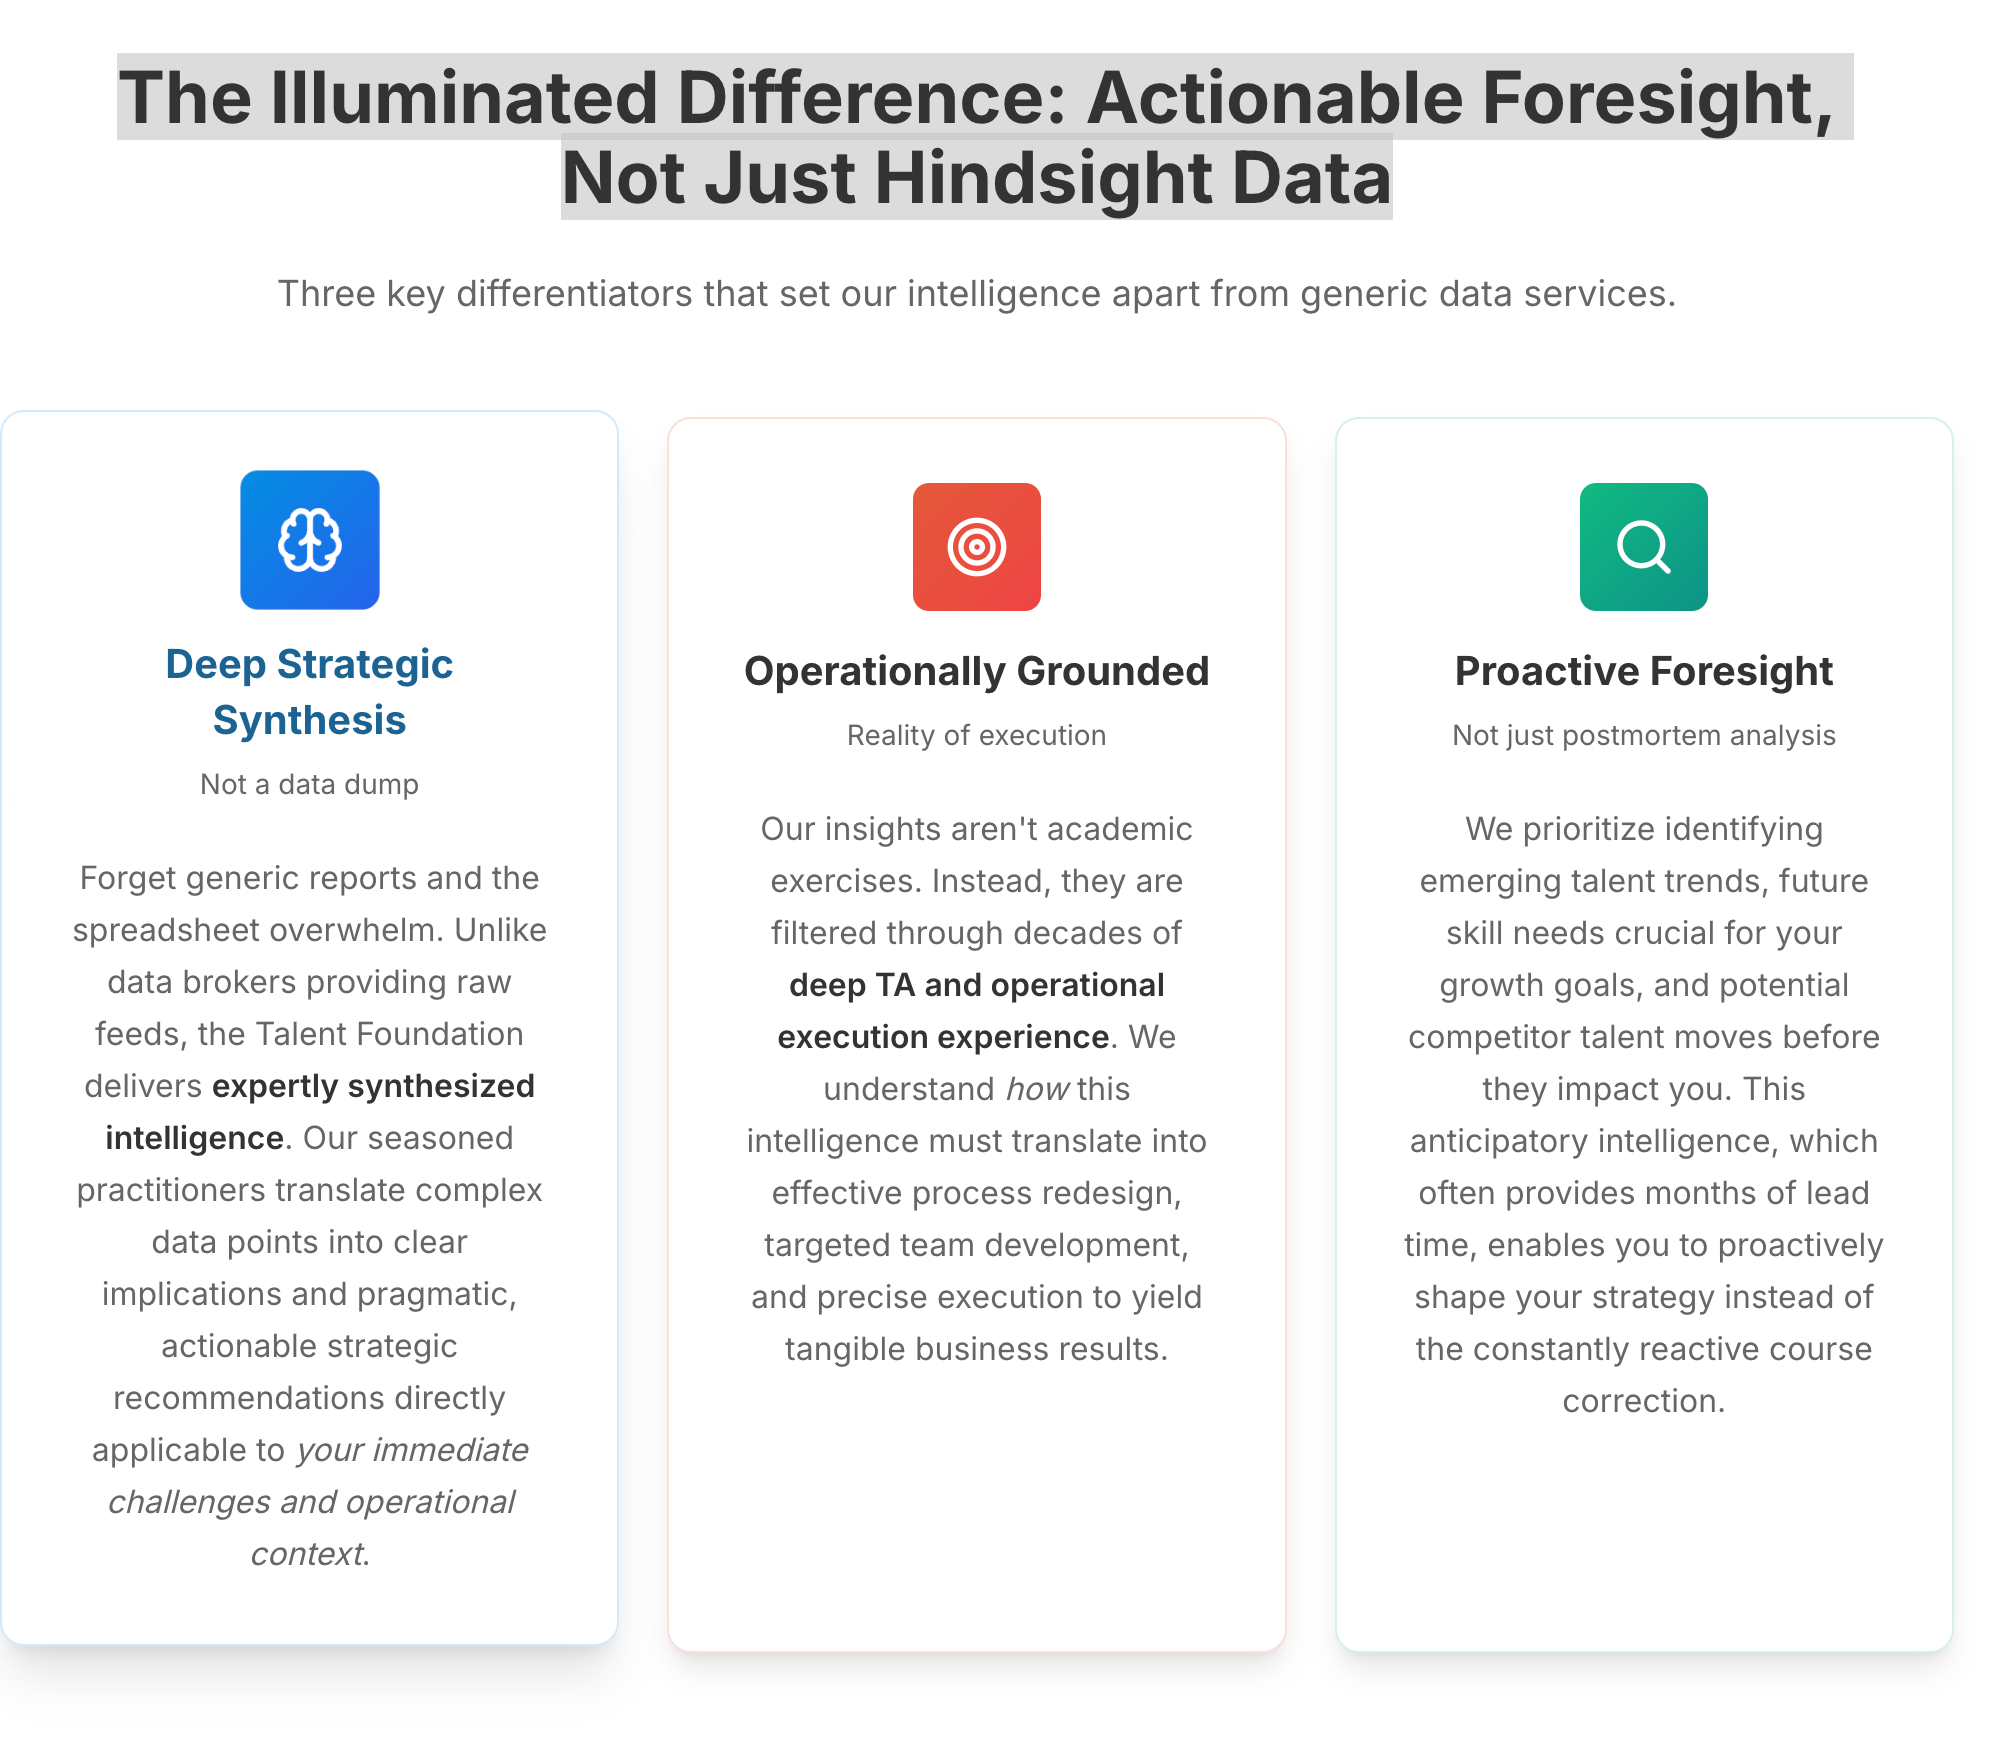 The Illuminated Difference: Actionable Foresight,
Not Just Hindsight Data
Three key differentiators that set our intelligence apart from generic data services.
Deep Strategic
Synthesis
Not a data dump
Forget generic reports and the
spreadsheet overwhelm. Unlike
data brokers providing raw
feeds, the Talent Foundation
delivers expertly synthesized
intelligence. Our seasoned
practitioners translate complex
data points into clear
implications and pragmatic,
actionable strategic
recommendations directly
applicable to your immediate
challenges and operational
context.
Operationally Grounded
Reality of execution
Our insights aren't academic
exercises. Instead, they are
filtered through decades of
deep TA and operational
execution experience. We
understand how this
intelligence must translate into
effective process redesign,
targeted team development,
and precise execution to yield
tangible business results.
Proactive Foresight
Not just postmortem analysis
We prioritize identifying
emerging talent trends, future
skill needs crucial for your
growth goals, and potential
competitor talent moves before
they impact you. This
anticipatory intelligence, which
often provides months of lead
time, enables you to proactively
shape your strategy instead of
the constantly reactive course
correction.